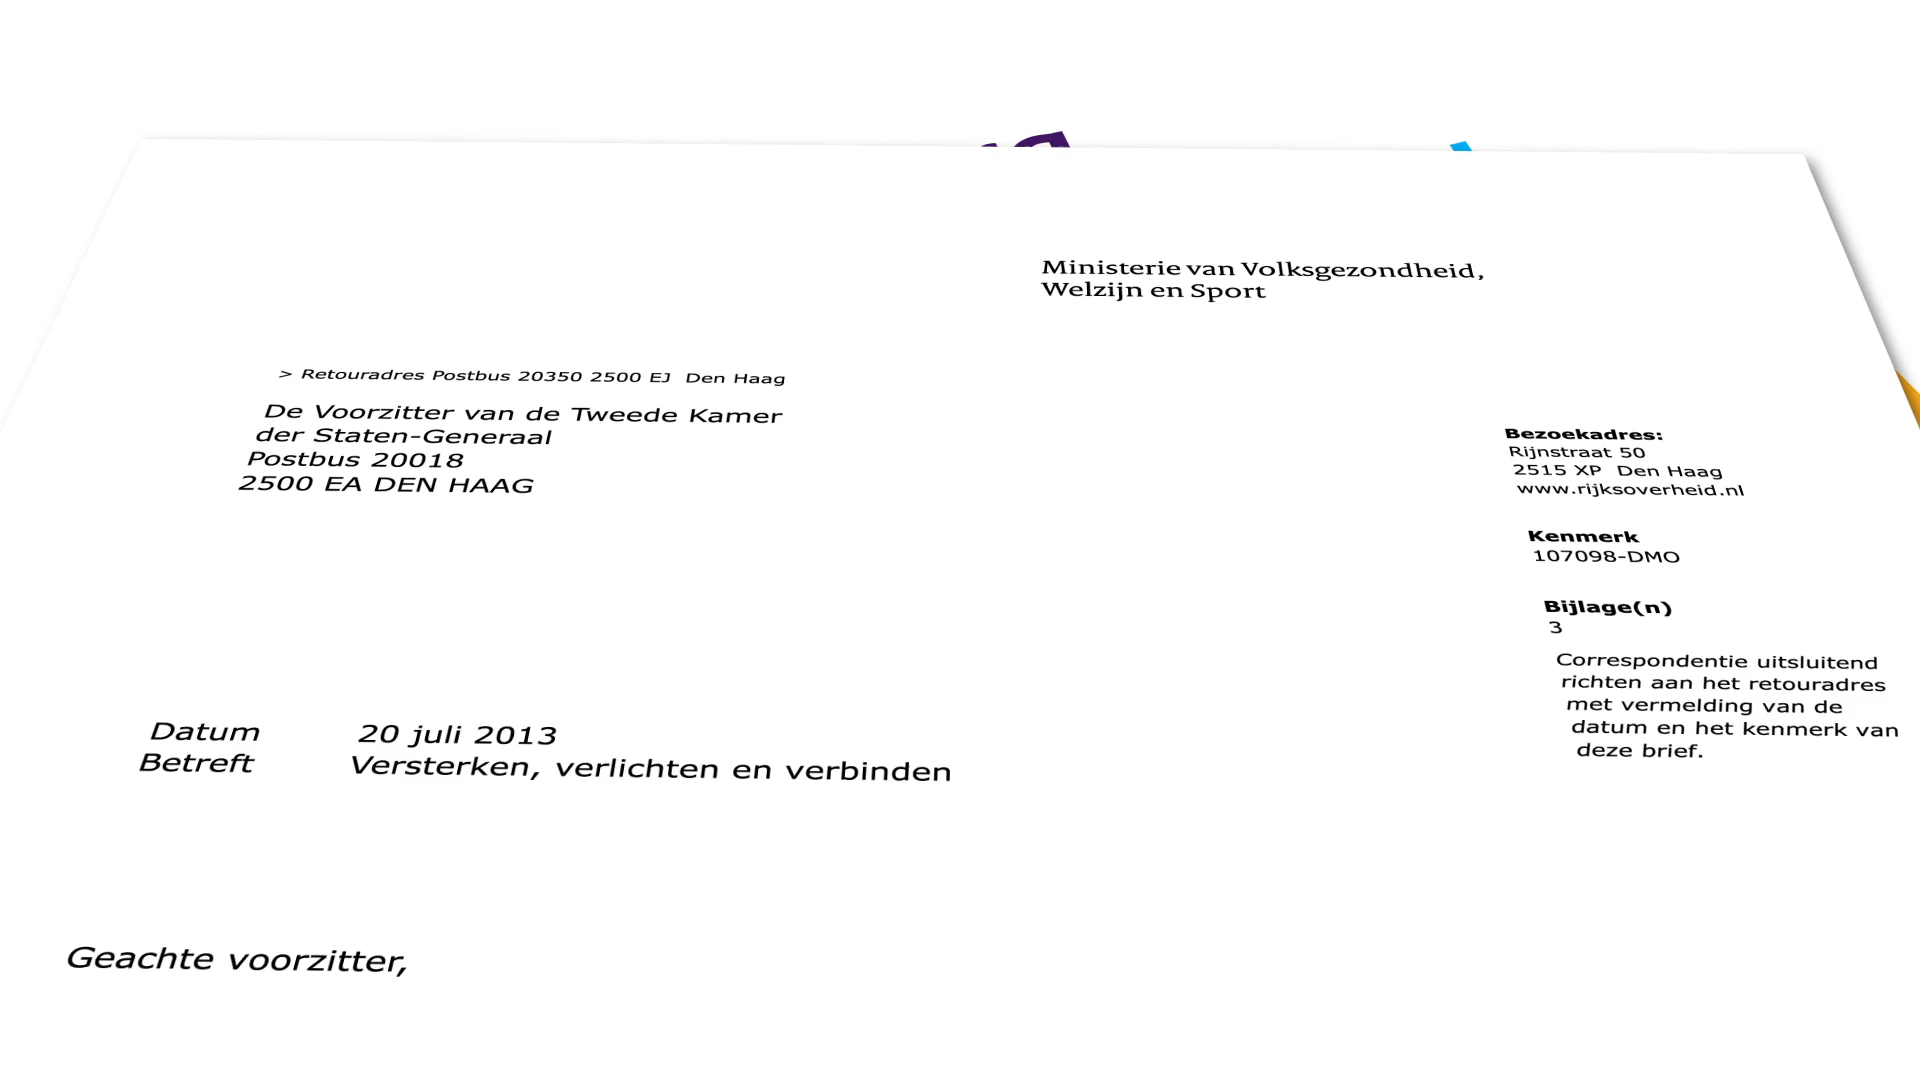 Ministerie van Volksgezondheid,
Welzijn en Sport
> Retouradres Postbus 20350 2500 EJ Den Haag
De Voorzitter van de Tweede Kamer
der Staten-Generaal
Postbus 20018
2500 EA DEN HAAG
Bezoekadres:
Rijnstraat 50
2515 XP Den Haag
www.rijksoverheid.nl
Kenmerk
107098-DMO
Bijlage(n)
3
Correspondentie uitsluitend
richten aan het retouradres
met vermelding van de
datum en het kenmerk van
deze brief.
Datum 20 juli 2013
Betreft Versterken, verlichten en verbinden
Geachte voorzitter,